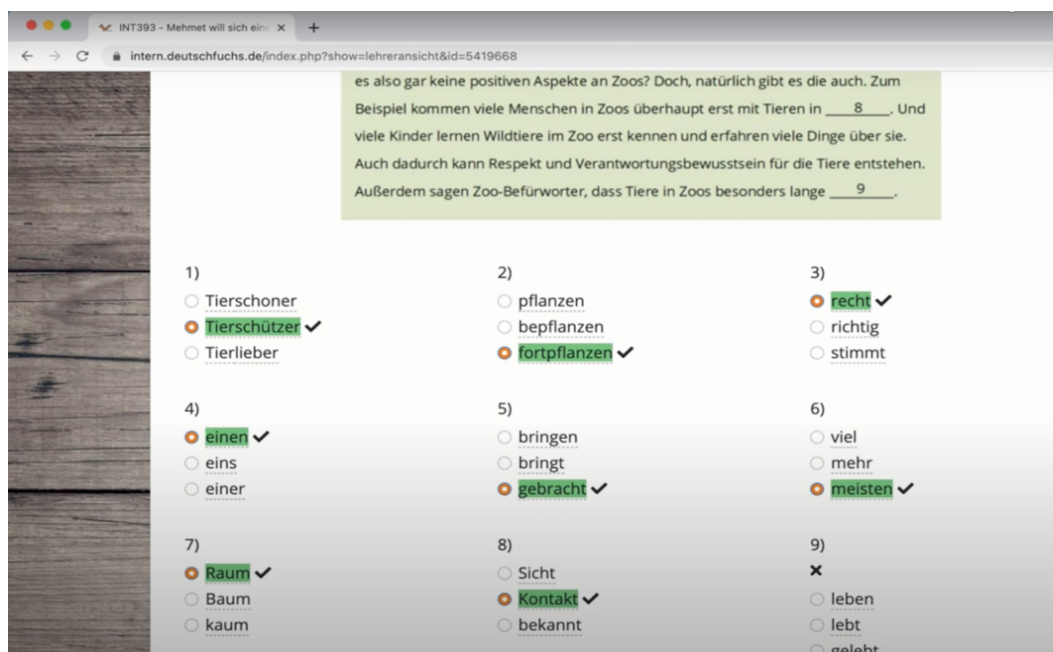 INT393 - Mehmet will sich eine
intern.deutschfuchs.de/index.php?show=lehreransicht&id=5419668
es also gar keine positiven Aspekte an Zoos? Doch, natürlich gibt es die auch. Zum
Beispiel kommen viele Menschen in Zoos überhaupt erst mit Tieren in ____8____. Und
viele Kinder lernen Wildtiere im Zoo erst kennen und erfahren viele Dinge über sie.
Auch dadurch kann Respekt und Verantwortungsbewusstsein für die Tiere entstehen.
Außerdem sagen Zoo-Befürworter, dass Tiere in Zoos besonders lange ____9____.
1)
Tierschoner
Tierschützer
Tierlieber
2)
pflanzen
bepflanzen
fortpflanzen
3)
recht
richtig
stimmt
4)
einen
eins
einer
5)
bringen
bringt
gebracht
6)
viel
mehr
meisten
7)
Raum
Baum
kaum
8)
Sicht
Kontakt
bekannt
9)
leben
lebt
gelebt